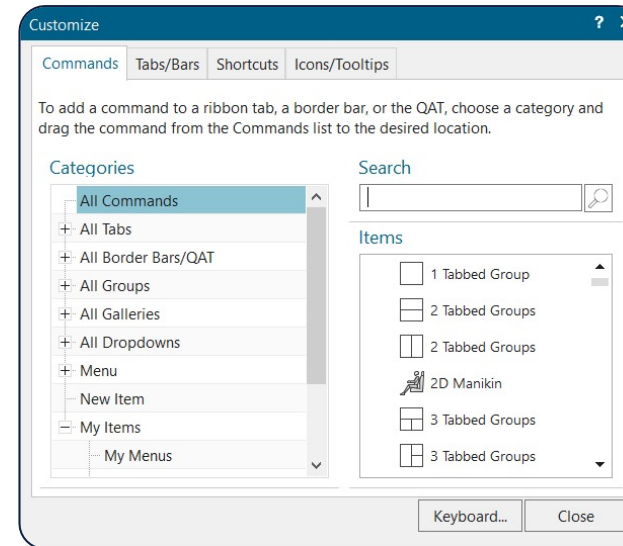 Customize ?
Commands Tabs/Bars Shortcuts Icons/Tooltips
To add a command to a ribbon tab, a border bar, or the QAT, choose a category and
drag the command from the Commands list to the desired location.
Categories
All Commands
All Tabs
All Border Bars/QAT
All Groups
All Galleries
All Dropdowns
Menu
New Item
My Items
My Menus
Search
Items
1 Tabbed Group
2 Tabbed Groups
2 Tabbed Groups
2D Manikin
3 Tabbed Groups
3 Tabbed Groups
Keyboard... Close